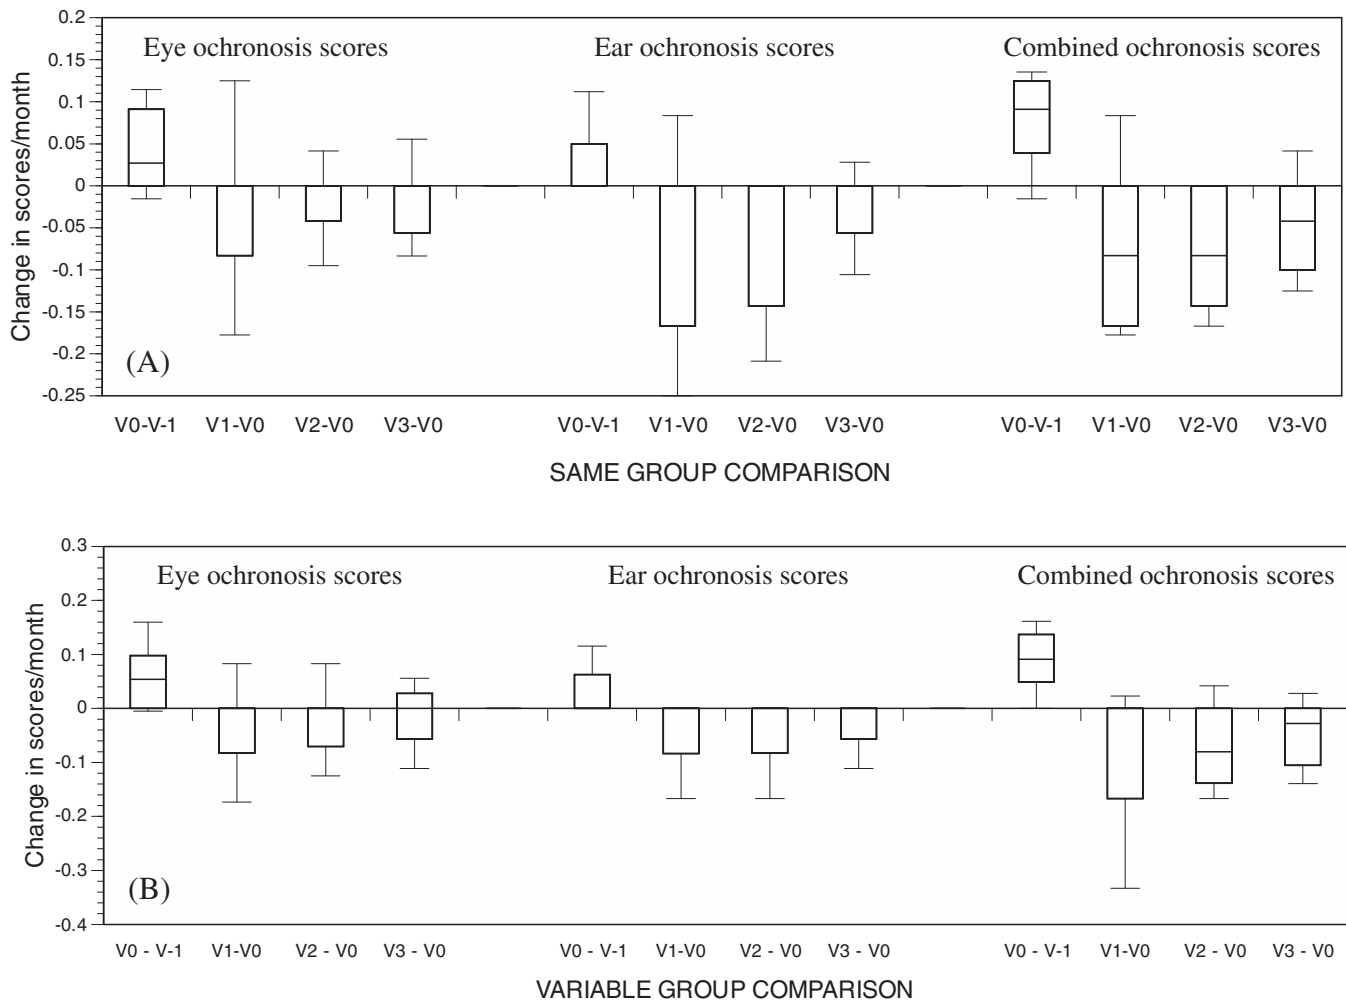 0.2
Eye ochronosis scores Ear ochronosis scores Combined ochronosis scores
0.15
0.1
0.05
0
-0.05
-0.1
-0.15
-0.2
-0.25
Change in scores/month
(A)
V0-V-1 V1-V0 V2-V0 V3-V0 V0-V-1 V1-V0 V2-V0 V3-V0 V0-V-1 V1-V0 V2-V0 V3-V0
SAME GROUP COMPARISON
0.3
Eye ochronosis scores Ear ochronosis scores Combined ochronosis scores
0.2
0.1
0
-0.1
-0.2
-0.3
-0.4
Change in scores/month
(B)
V0 - V-1 V1-V0 V2 - V0 V3 - V0 V0 - V-1 V1-V0 V2 - V0 V3 - V0 V0 - V-1 V1-V0 V2 - V0 V3 - V0
VARIABLE GROUP COMPARISON